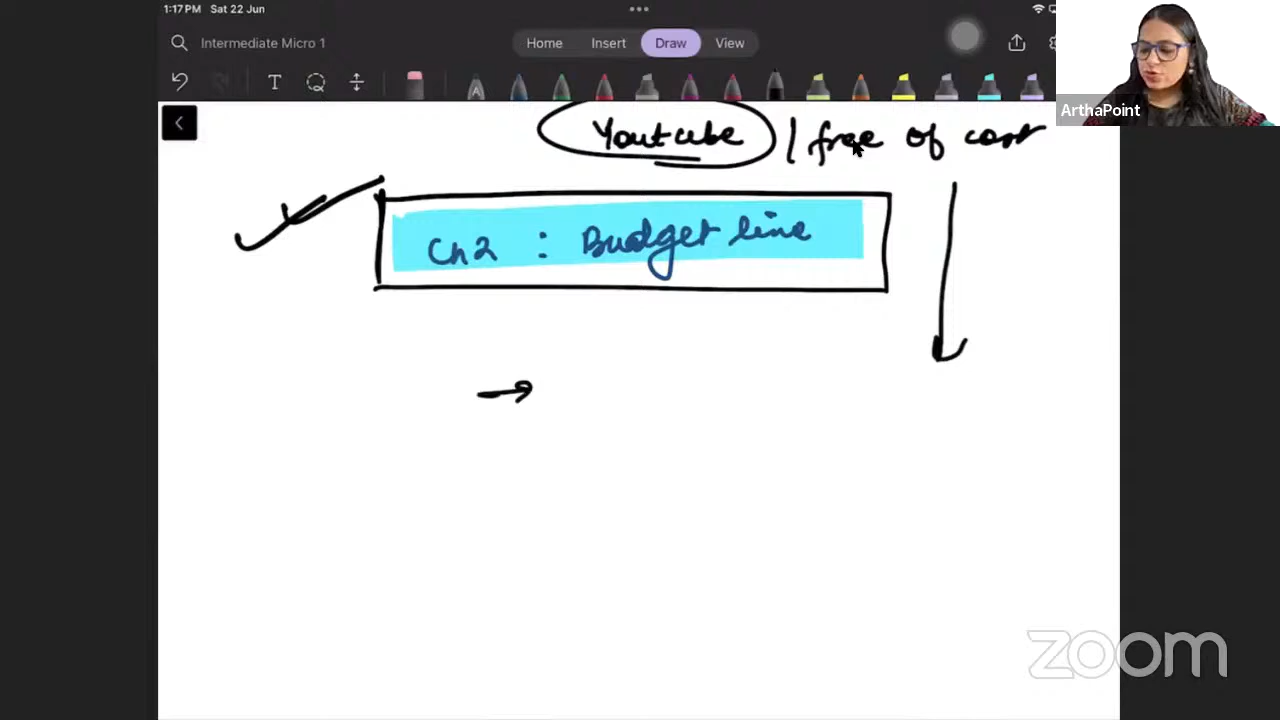 1:17 PM Sat 22 Jun
Intermediate Micro 1
Home Insert Draw View
T
A
ArthaPoint
Youtube | free of cost
Ch2 : Budget line
zoom